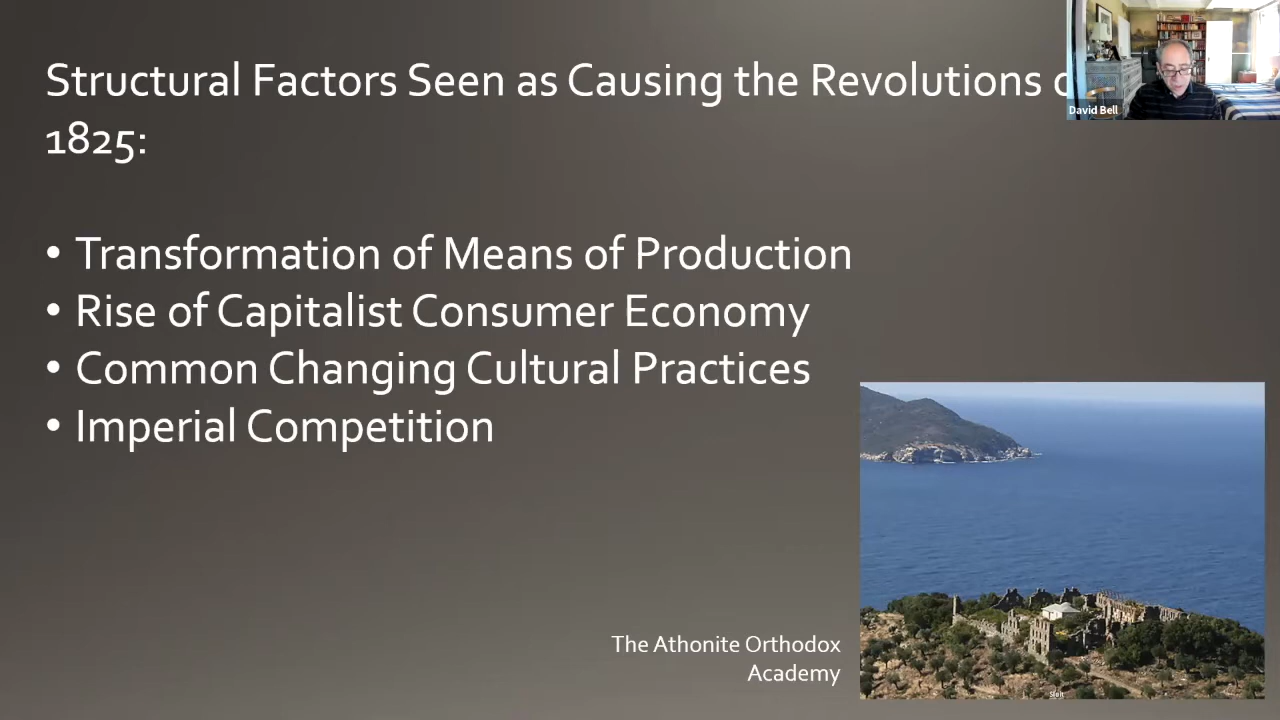 Structural Factors Seen as Causing the Revolutions
1825:
• Transformation of Means of Production
• Rise of Capitalist Consumer Economy
• Common Changing Cultural Practices
• Imperial Competition
The Athonite Orthodox
Academy
David Bell